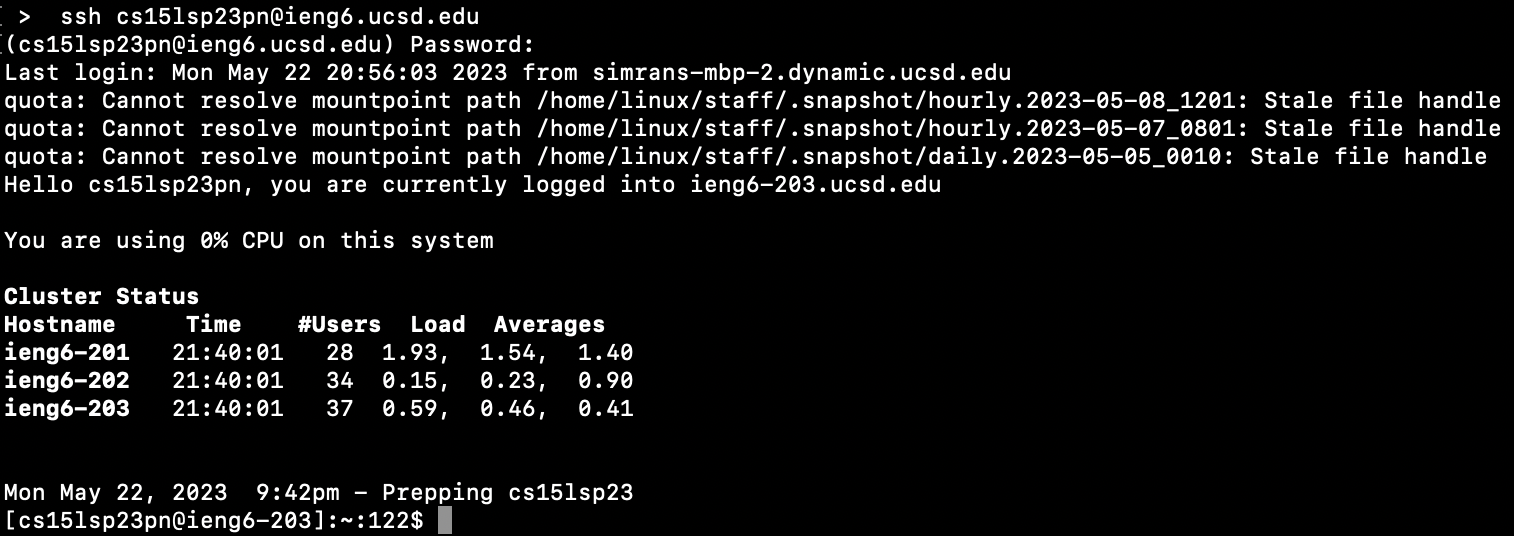 > ssh cs15lsp23pn@ieng6.ucsd.edu
(cs15lsp23pn@ieng6.ucsd.edu) Password:
Last login: Mon May 22 20:56:03 2023 from simrans-mbp-2.dynamic.ucsd.edu
quota: Cannot resolve mountpoint path /home/linux/staff/.snapshot/hourly.2023-05-08_1201: Stale file handle
quota: Cannot resolve mountpoint path /home/linux/staff/.snapshot/hourly.2023-05-07_0801: Stale file handle
quota: Cannot resolve mountpoint path /home/linux/staff/.snapshot/daily.2023-05-05_0010: Stale file handle
Hello cs15lsp23pn, you are currently logged into ieng6-203.ucsd.edu
You are using 0% CPU on this system
Cluster Status
Hostname Time #Users Load Averages
ieng6-201 21:40:01 28 1.93, 1.54, 1.40
ieng6-202 21:40:01 34 0.15, 0.23, 0.90
ieng6-203 21:40:01 37 0.59, 0.46, 0.41
Mon May 22, 2023 9:42pm - Prepping cs15lsp23
[cs15lsp23pn@ieng6-203]:~:122$